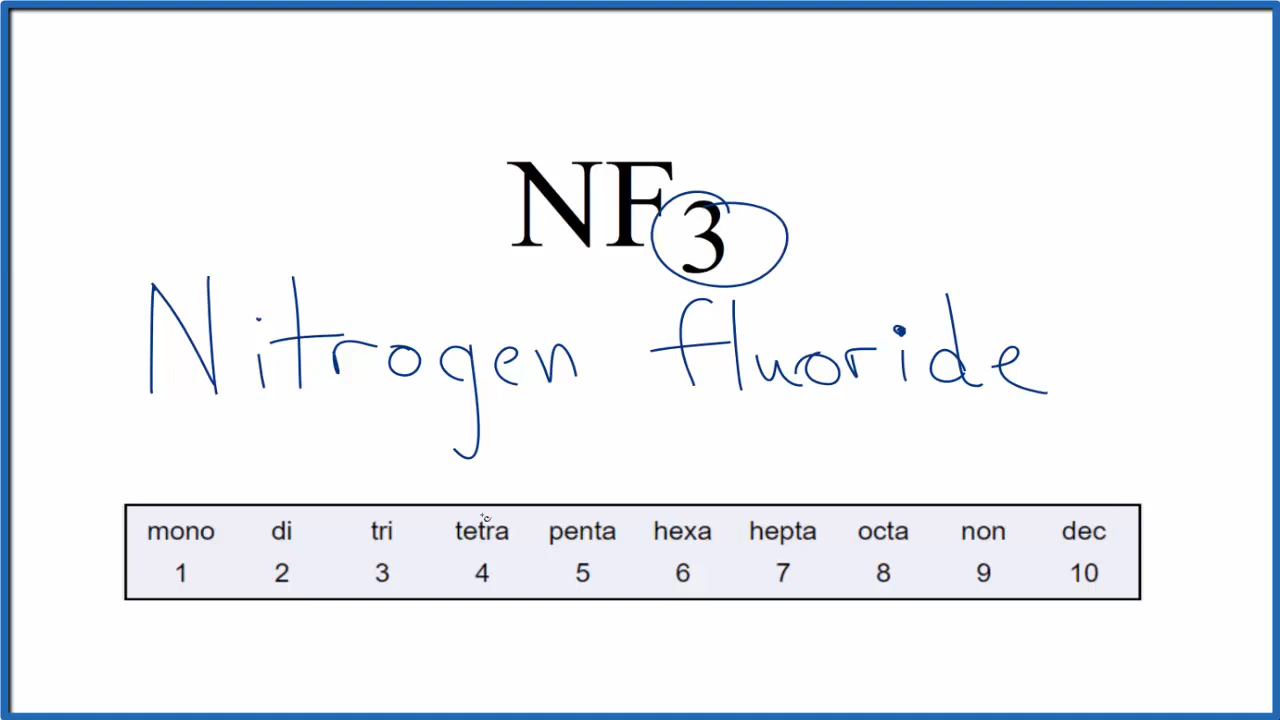 NF3
Nitrogen fluoride
mono di tri tetra penta hexa hepta octa non dec
1 2 3 4 5 6 7 8 9 10